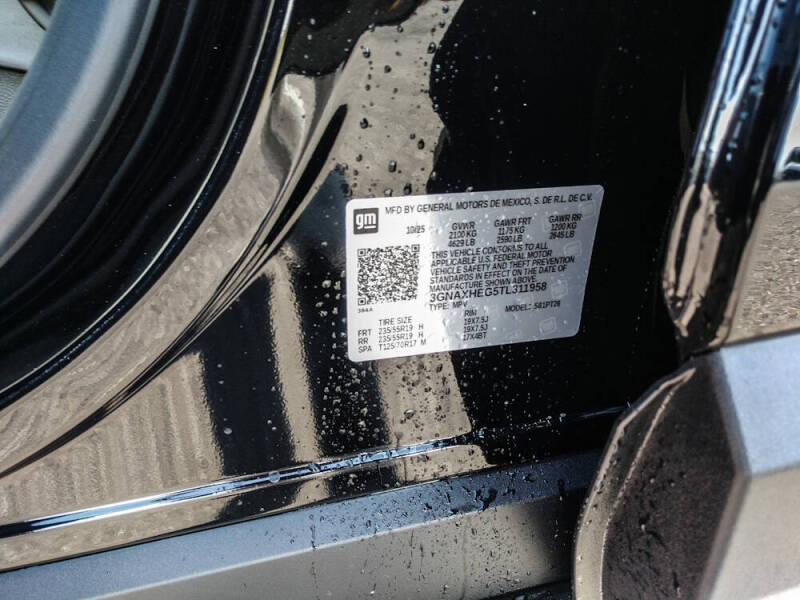 gm MFD BY GENERAL MOTORS DE MEXICO, S. DE R.L. DE C.V.
10/25 GVWR GAWR FRT GAWR RR
2100 KG 1175 KG 1200 KG
4629 LB 2590 LB 2645 LB
THIS VEHICLE CONFORMS TO ALL
APPLICABLE U.S. FEDERAL MOTOR
VEHICLE SAFETY AND THEFT PREVENTION
STANDARDS IN EFFECT ON THE DATE OF
MANUFACTURE SHOWN ABOVE.
3GNAXHEG5TL311958
TYPE: MPV MODEL: 
TIRE SIZE RIM
FRT 235/55R19 H 19X7.5J
RR 235/55R19 H 19X7.5J
SPA T125/70R17 M 17X4BT